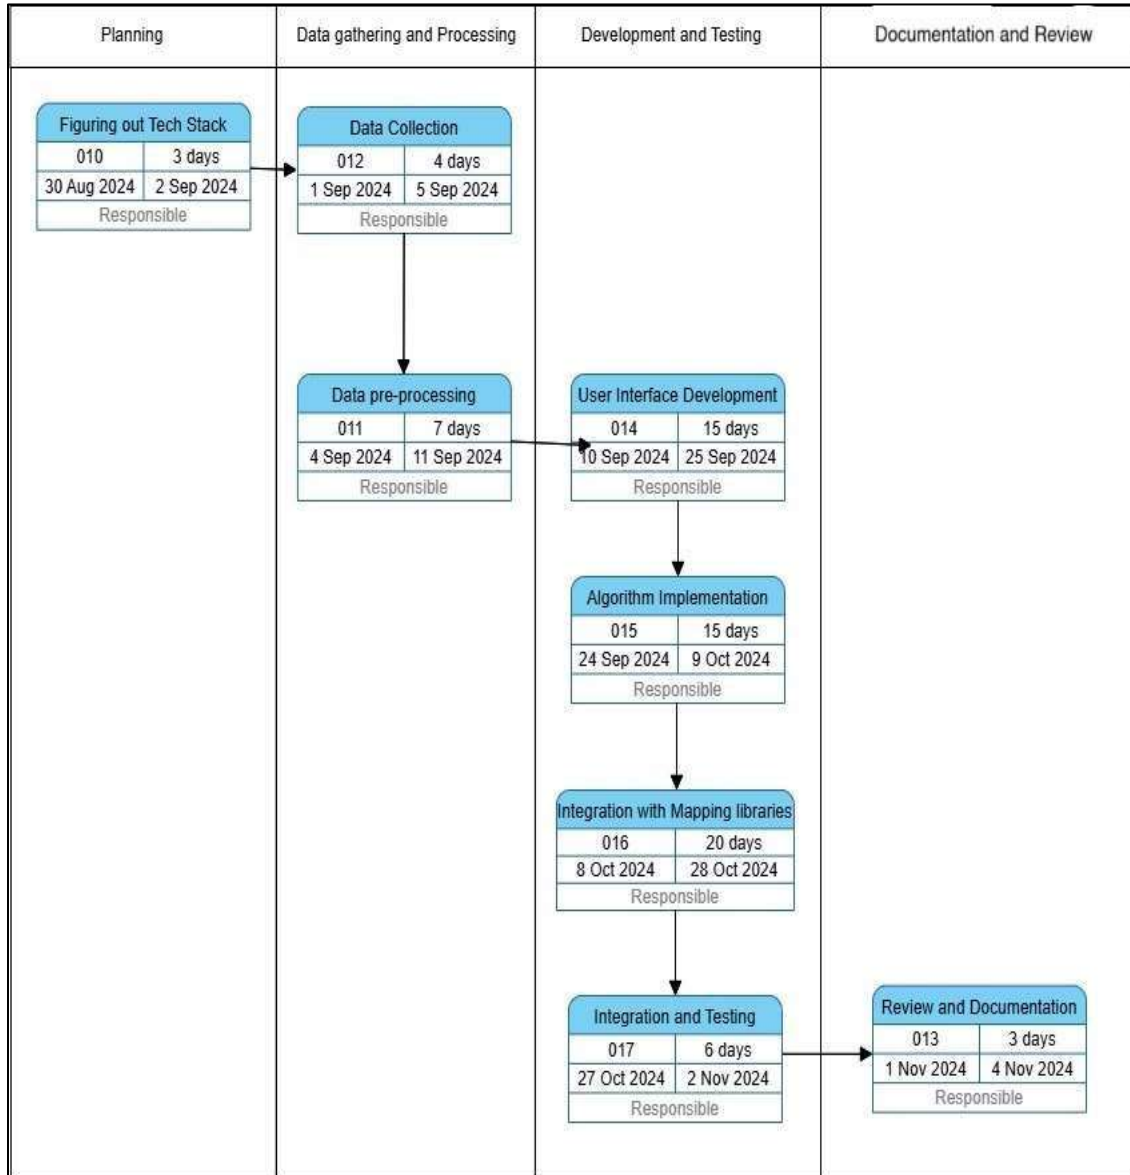 Planning
Data gathering and Processing
Development and Testing
Documentation and Review
Figuring out Tech Stack
010 3 days
30 Aug 2024 2 Sep 2024
Responsible
Data Collection
012 4 days
1 Sep 2024 5 Sep 2024
Responsible
Data pre-processing
011 7 days
4 Sep 2024 11 Sep 2024
Responsible
User Interface Development
014 15 days
10 Sep 2024 25 Sep 2024
Responsible
Algorithm Implementation
015 15 days
24 Sep 2024 9 Oct 2024
Responsible
Integration with Mapping libraries
016 20 days
8 Oct 2024 28 Oct 2024
Responsible
Integration and Testing
017 6 days
27 Oct 2024 2 Nov 2024
Responsible
Review and Documentation
013 3 days
1 Nov 2024 4 Nov 2024
Responsible